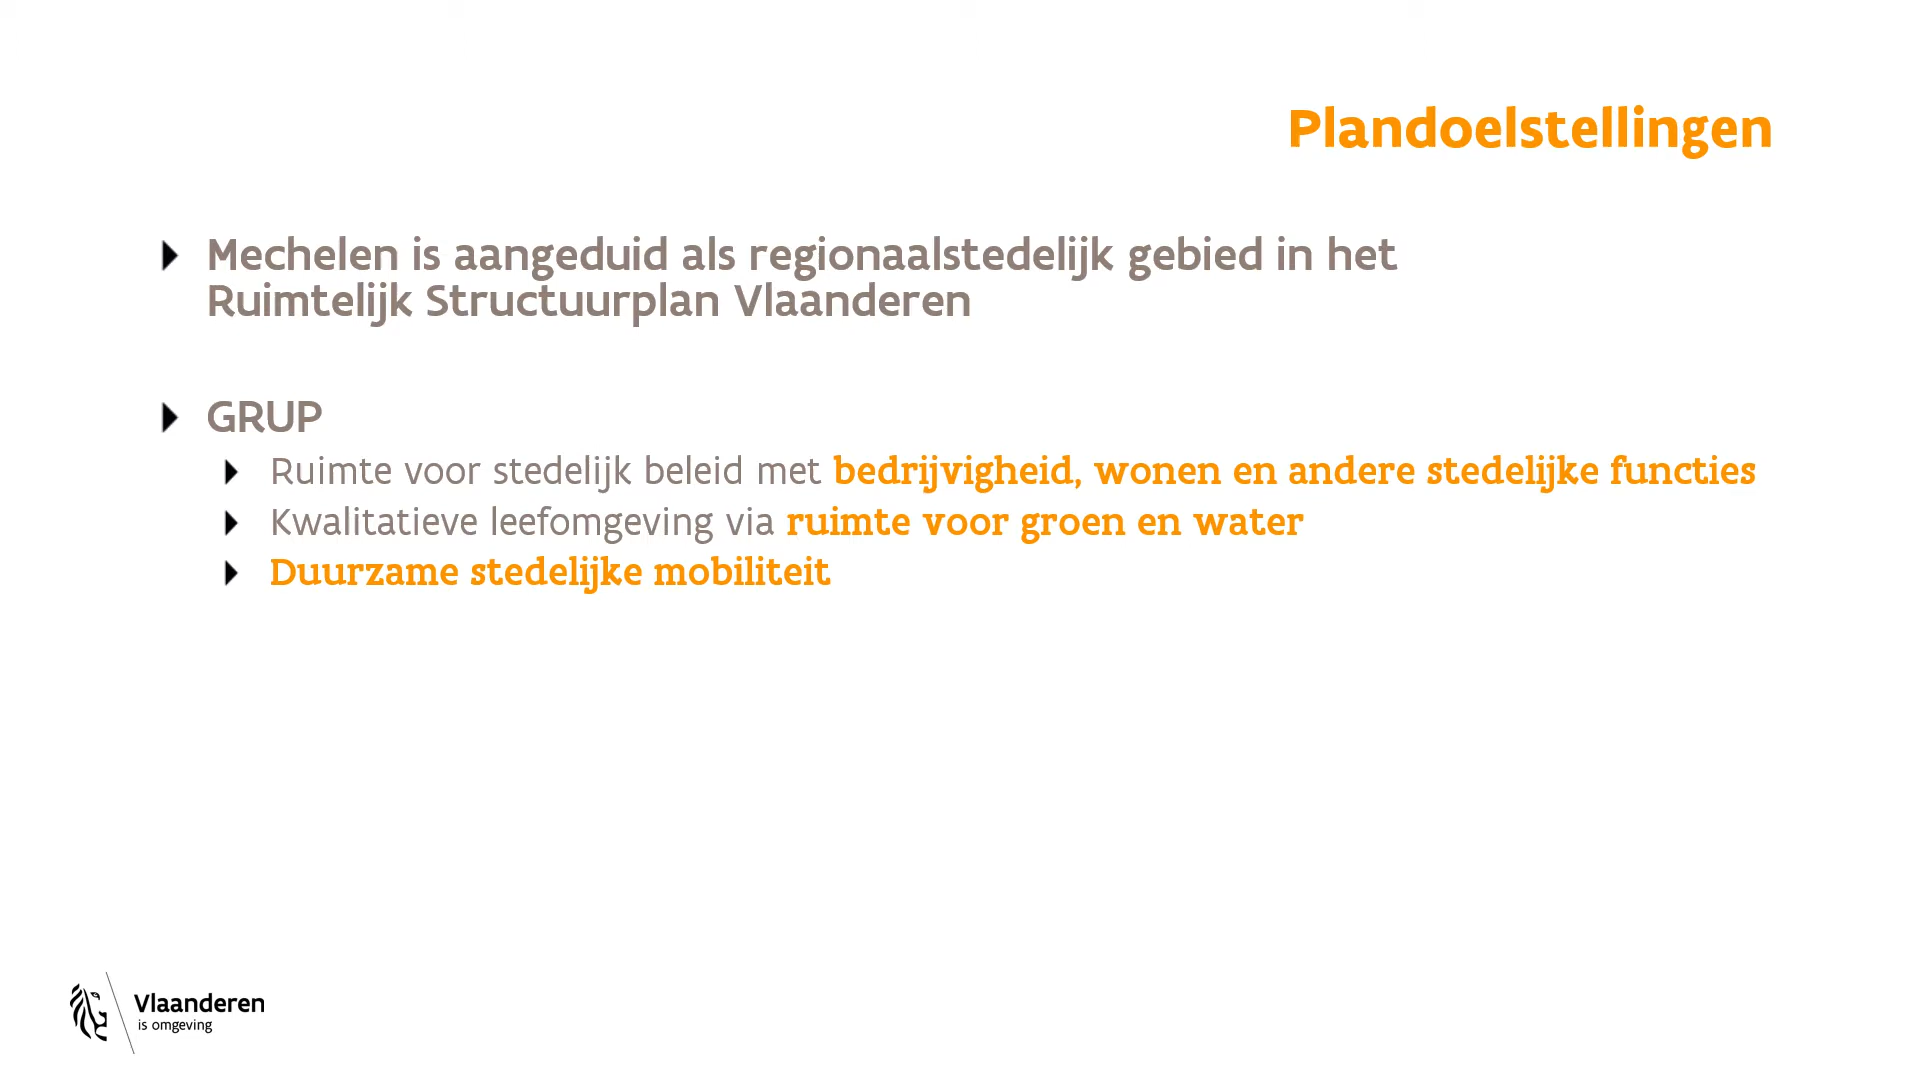 Plandoelstellingen
Mechelen is aangeduid als regionaalstedelijk gebied in het
Ruimtelijk Structuurplan Vlaanderen
GRUP
Ruimte voor stedelijk beleid met bedrijvigheid, wonen en andere stedelijke functies
Kwalitatieve leefomgeving via ruimte voor groen en water
Duurzame stedelijke mobiliteit
Vlaanderen
is omgeving